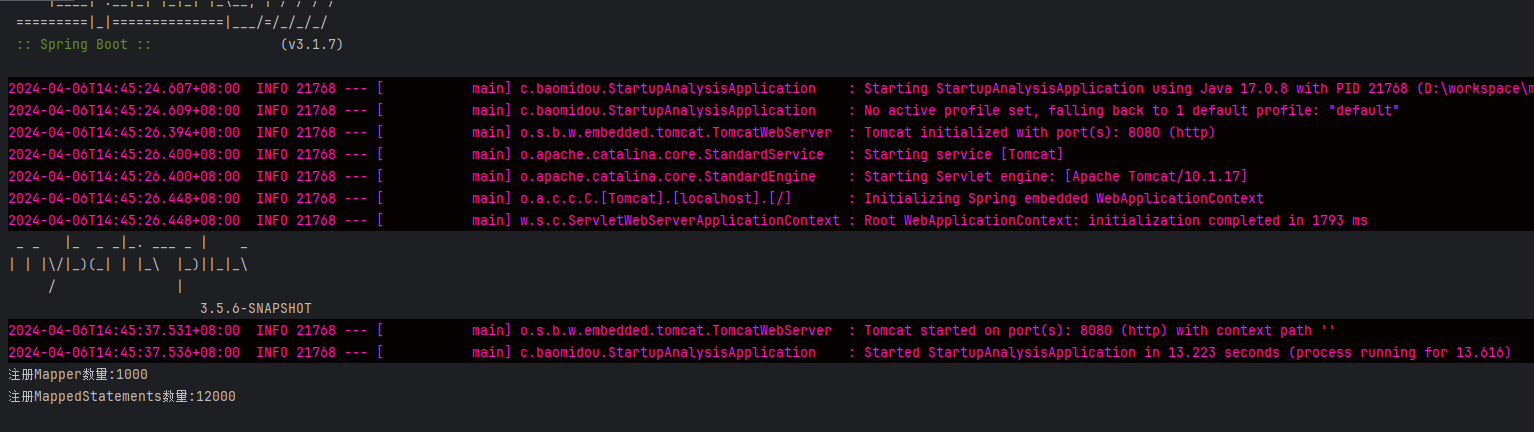 =========|_|==============|___/=/_/_/_/
 :: Spring Boot ::                (v3.1.7)
2024-04-06T14:45:24.607+08:00  INFO 21768 --- [           main] c.baomidou.StartupAnalysisApplication    : Starting StartupAnalysisApplication using Java 17.0.8 with PID 21768 (D:\workspace\m
2024-04-06T14:45:24.609+08:00  INFO 21768 --- [           main] c.baomidou.StartupAnalysisApplication    : No active profile set, falling back to 1 default profile: "default"
2024-04-06T14:45:26.394+08:00  INFO 21768 --- [           main] o.s.b.w.embedded.tomcat.TomcatWebServer  : Tomcat initialized with port(s): 8080 (http)
2024-04-06T14:45:26.400+08:00  INFO 21768 --- [           main] o.apache.catalina.core.StandardService   : Starting service [Tomcat]
2024-04-06T14:45:26.400+08:00  INFO 21768 --- [           main] o.apache.catalina.core.StandardEngine    : Starting Servlet engine: [Apache Tomcat/10.1.17]
2024-04-06T14:45:26.448+08:00  INFO 21768 --- [           main] o.a.c.c.C.[Tomcat].[localhost].[/]       : Initializing Spring embedded WebApplicationContext
2024-04-06T14:45:26.448+08:00  INFO 21768 --- [           main] w.s.c.ServletWebServerApplicationContext : Root WebApplicationContext: initialization completed in 1793 ms
 _ _   |_  _ _|_. ___ _ |    _
| | |\/|_)(_| | |_\  |_)||_|_\
     /               |
                        3.5.6-SNAPSHOT
2024-04-06T14:45:37.531+08:00  INFO 21768 --- [           main] o.s.b.w.embedded.tomcat.TomcatWebServer  : Tomcat started on port(s): 8080 (http) with context path ''
2024-04-06T14:45:37.536+08:00  INFO 21768 --- [           main] c.baomidou.StartupAnalysisApplication    : Started StartupAnalysisApplication in 13.223 seconds (process running for 13.616)
注册Mapper数量:1000
注册MappedStatements数量:12000